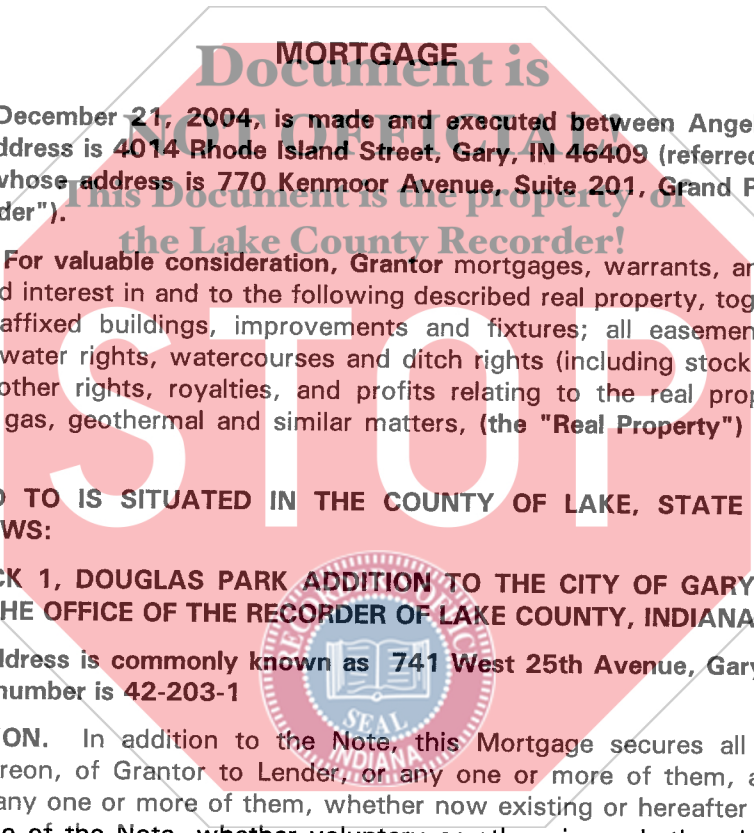 MORTGAGE
Document is
December 21, 2004, is made and executed between Ange
NOT OFFICIAL!
ddress is 4014 Rhode Island Street, Gary, IN 46409 (referred
whose address is 770 Kenmoor Avenue, Suite 201, Grand
This Document is the property of
der").
the Lake County Recorder!
For valuable consideration, Grantor mortgages, warrants, an
d interest in and to the following described real property, tog
affixed buildings, improvements and fixtures; all easemen
water rights, watercourses and ditch rights (including stock
other rights, royalties, and profits relating to the real prop
gas, geothermal and similar matters, (the "Real Property")
STOP
D TO IS SITUATED IN THE COUNTY OF LAKE, STATE
WS:
CK 1, DOUGLAS PARK ADDITION TO THE CITY OF GARY
HE OFFICE OF THE RECORDER OF LAKE COUNTY, INDIANA
ddress is commonly known as 741 West 25th Avenue, Gary
number is 42-203-1
SEAL
INDIANA
ON. In addition to the Note, this Mortgage secures all
reon, of Grantor to Lender, or any one or more of them, a
any one or more of them, whether now existing or hereafter
of the Note, whether voluntary or